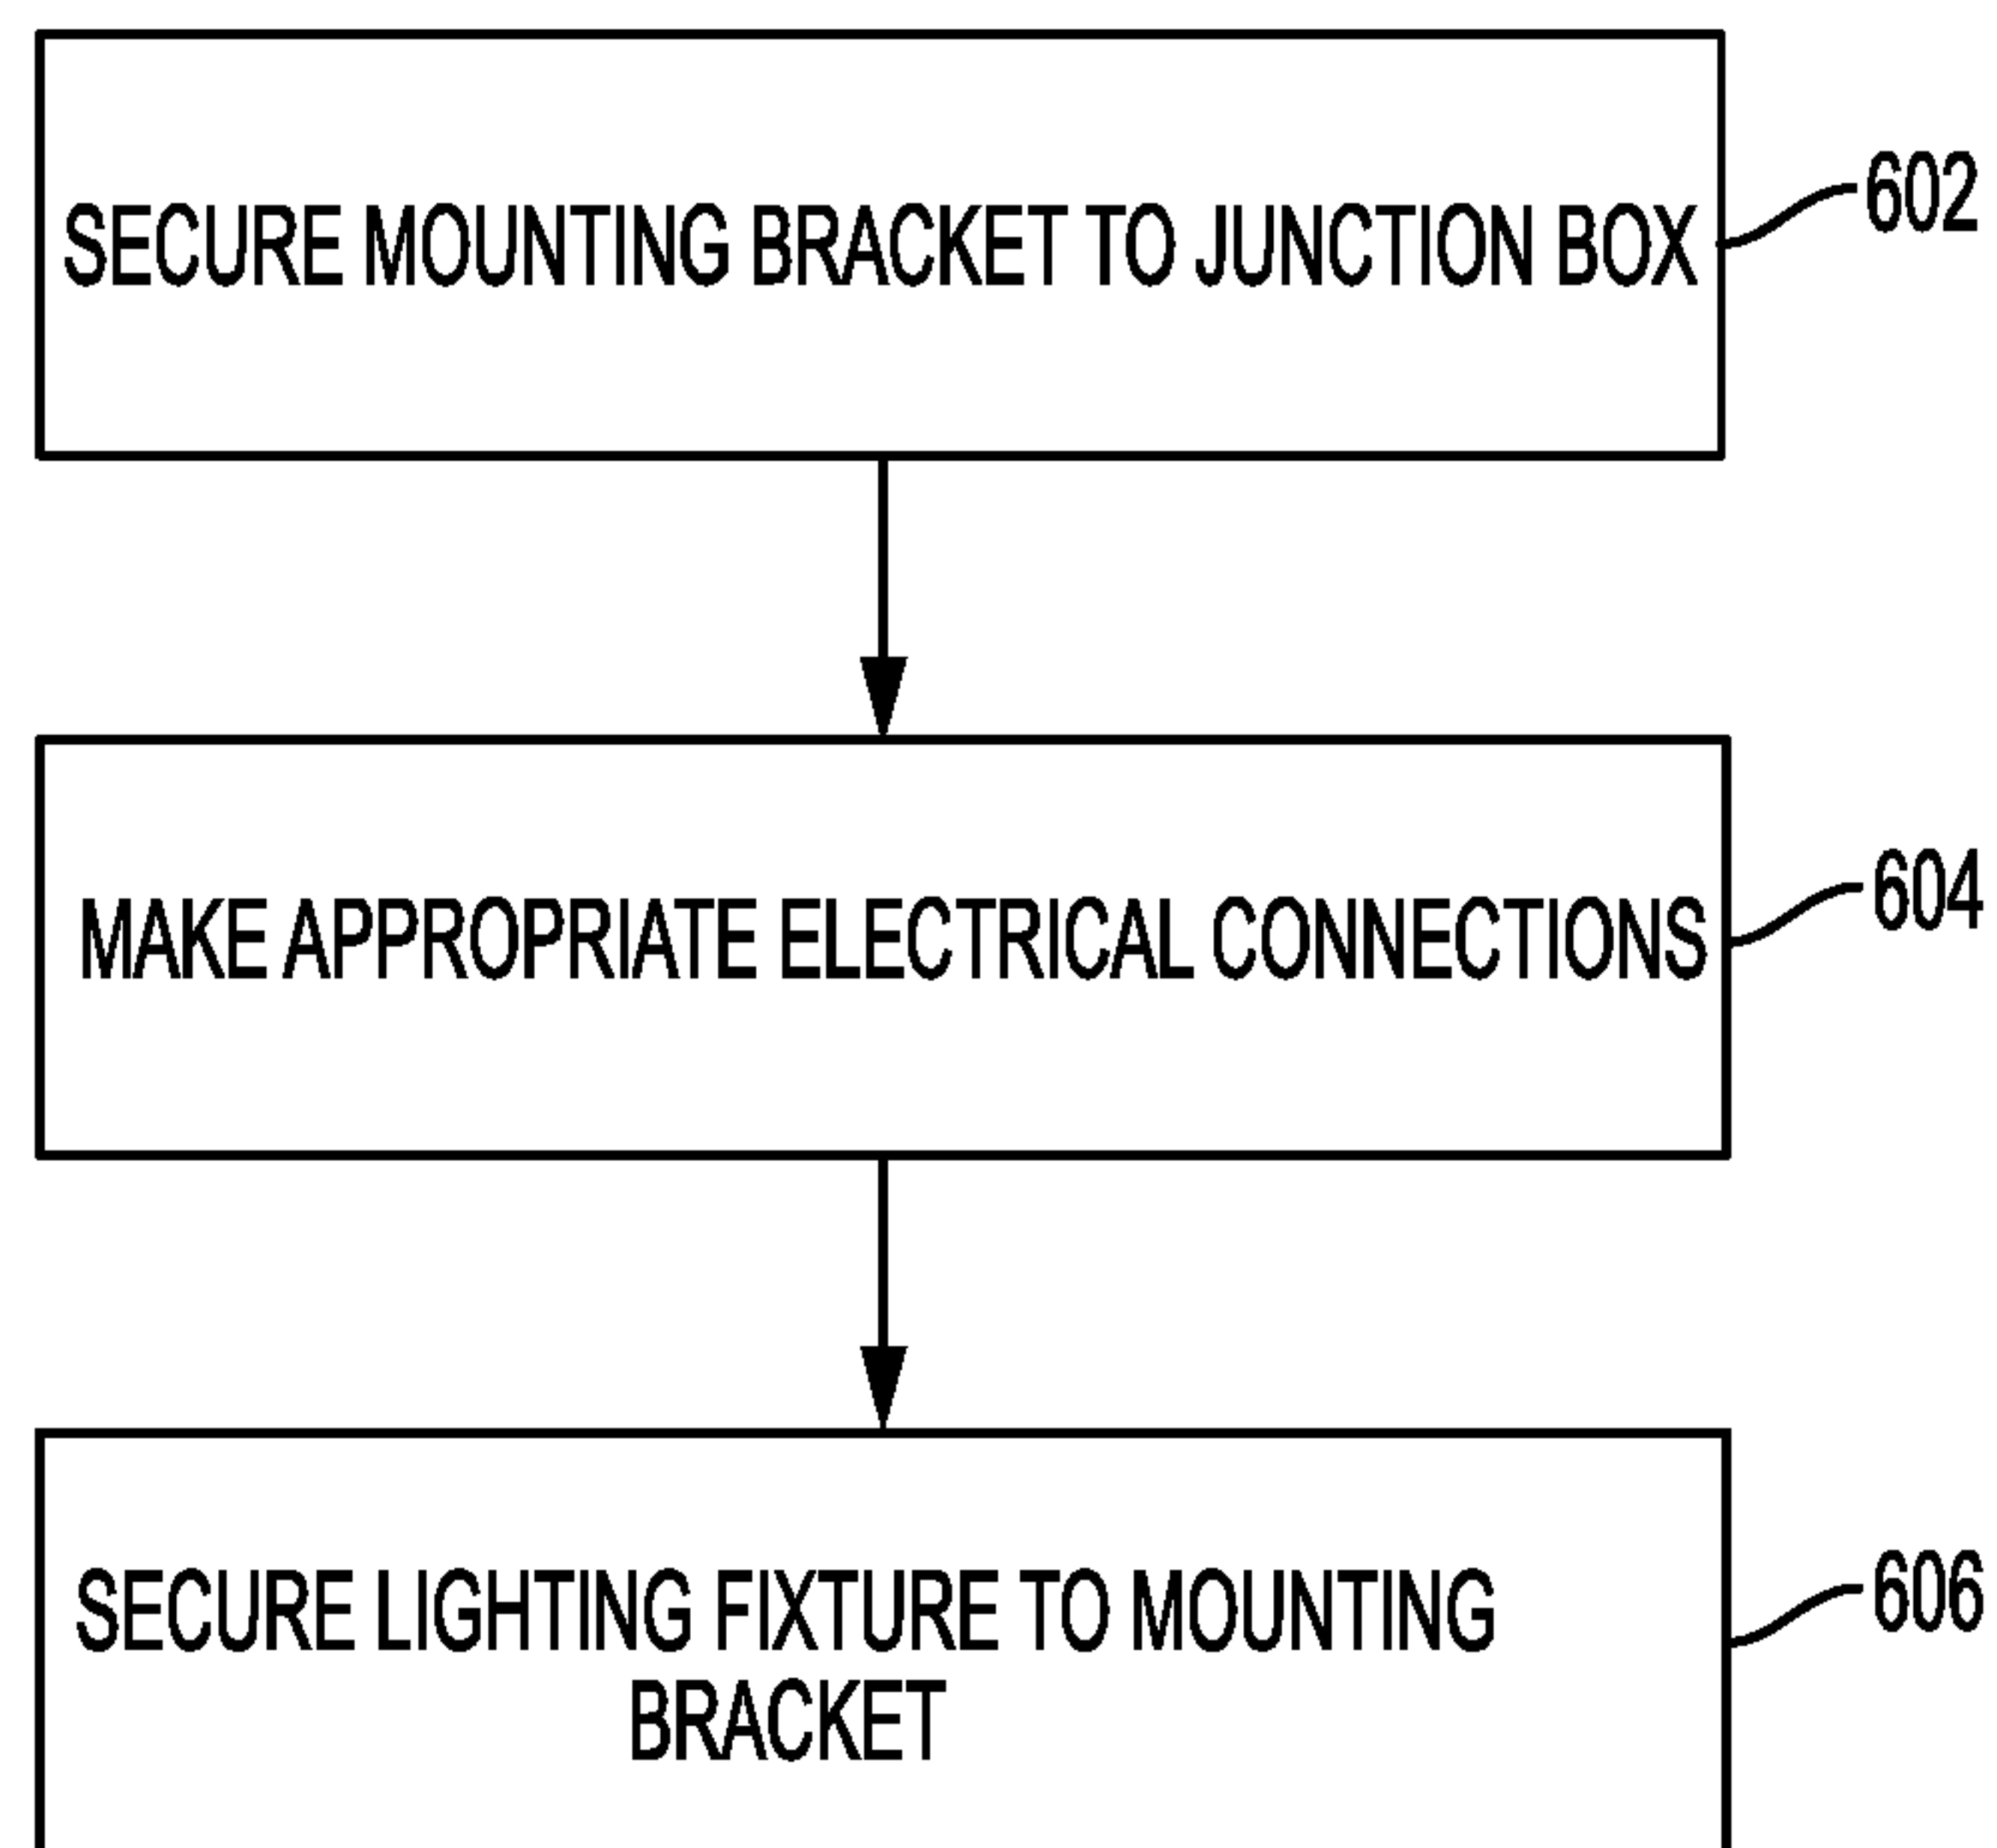 SECURE MOUNTING BRACKET TO JUNCTION BOX
602
MAKE APPROPRIATE ELECTRICAL CONNECTIONS
604
SECURE LIGHTING FIXTURE TO MOUNTING
BRACKET
606